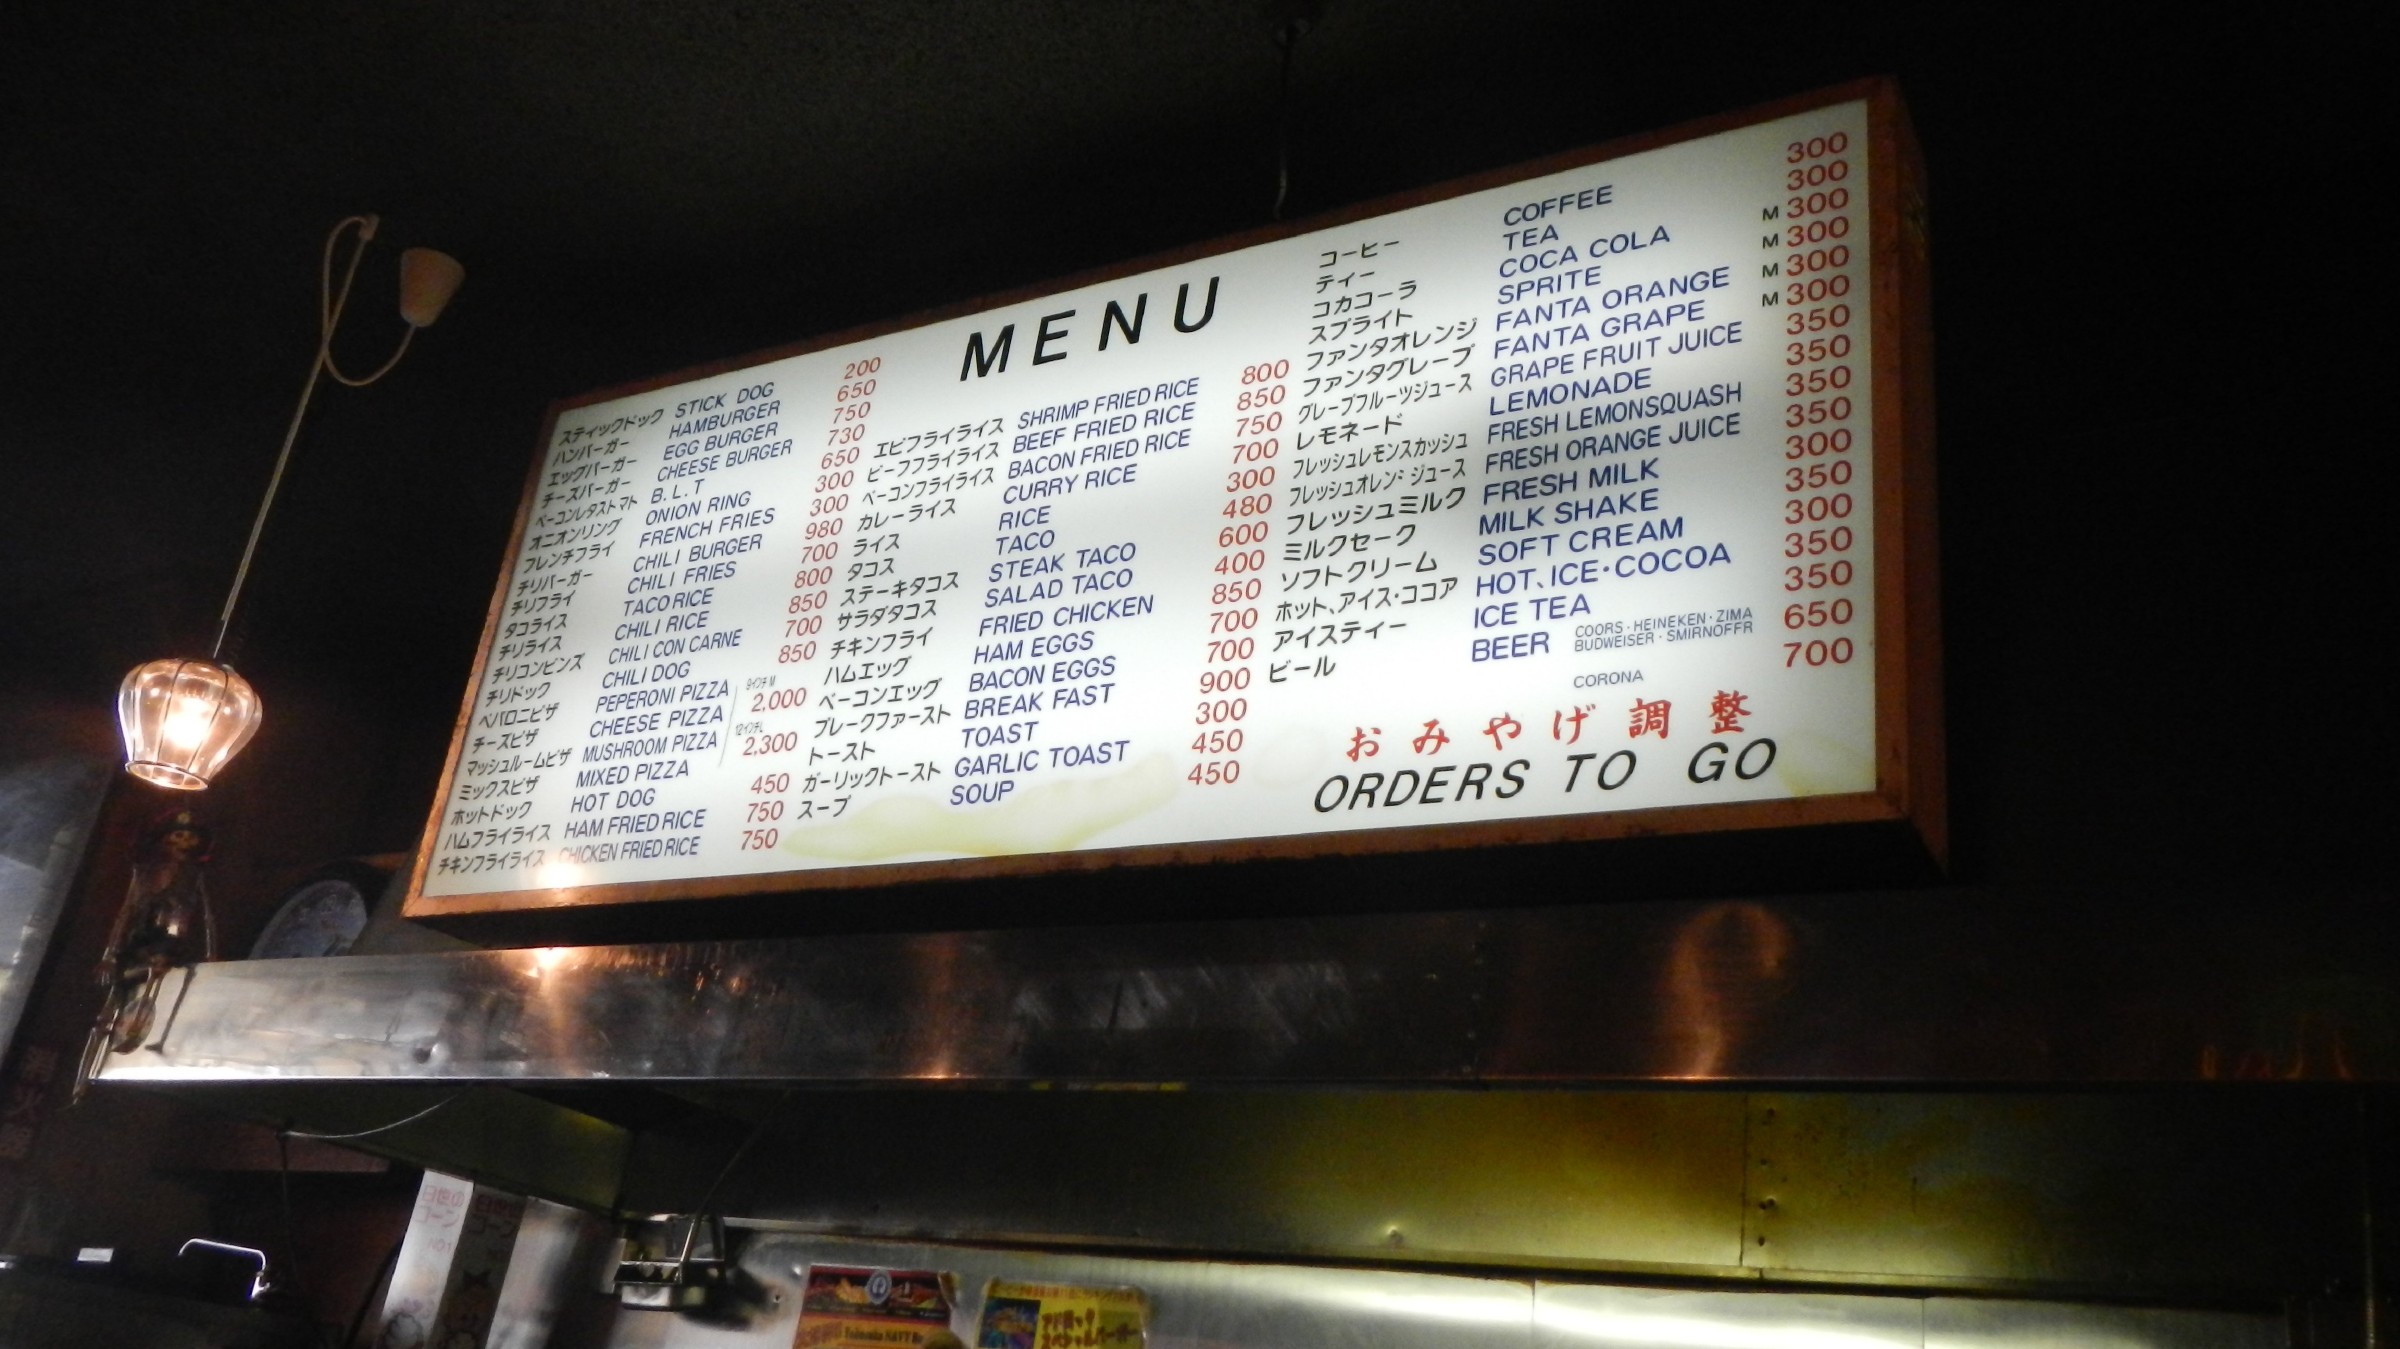 MENU
スティックドック STICK DOG 200
ハンバーガー HAMBURGER 650
エッグバーガー EGG BURGER 750
チーズバーガー CHEESE BURGER 730
ベーコンレタストマト B.L.T 650
オニオンリング ONION RING 300
フレンチフライ FRENCH FRIES 300
チリバーガー CHILI BURGER 980
チリフライ CHILI FRIES 700
タコライス TACO RICE 800
チリライス CHILI RICE 850
チリコンビンズ CHILI CON CARNE 700
チリドック CHILI DOG 850
ペパロニピザ PEPERONI PIZZA 9インチM
チーズピザ CHEESE PIZZA 2,000
マッシュルームピザ MUSHROOM PIZZA 12インチL
ミックスピザ MIXED PIZZA 2,300
ホットドック HOT DOG 450
ハムフライライス HAM FRIED RICE 750
チキンフライライス CHICKEN FRIED RICE 750
エビフライライス SHRIMP FRIED RICE 800
ビーフフライライス BEEF FRIED RICE 850
ベーコンフライライス BACON FRIED RICE 750
カレーライス CURRY RICE 700
ライス RICE 300
タコス TACO 480
ステーキタコス STEAK TACO 600
サラダタコス SALAD TACO 400
チキンフライ FRIED CHICKEN 850
ハムエッグ HAM EGGS 700
ベーコンエッグ BACON EGGS 700
ブレークファースト BREAK FAST 900
トースト TOAST 300
ガーリックトースト GARLIC TOAST 450
スープ SOUP 450
コーヒー COFFEE 300
ティー TEA 300
コカコーラ COCA COLA M 300
スプライト SPRITE M 300
ファンタオレンジ FANTA ORANGE M 300
ファンタグレープ FANTA GRAPE M 300
グレープフルーツジュース GRAPE FRUIT JUICE 350
レモネード LEMONADE 350
フレッシュレモンスカッシュ FRESH LEMONSQUASH 350
フレッシュオレンジジュース FRESH ORANGE JUICE 350
フレッシュミルク FRESH MILK 300
ミルクセーク MILK SHAKE 350
ソフトクリーム SOFT CREAM 300
ホット、アイス・ココア HOT、ICE・COCOA 350
アイスティー ICE TEA 350
ビール BEER COORS・HEINEKEN・ZIMA 650
BUDWEISER・SMIRNOFFR
CORONA 700
おみやげ調整
ORDERS TO GO